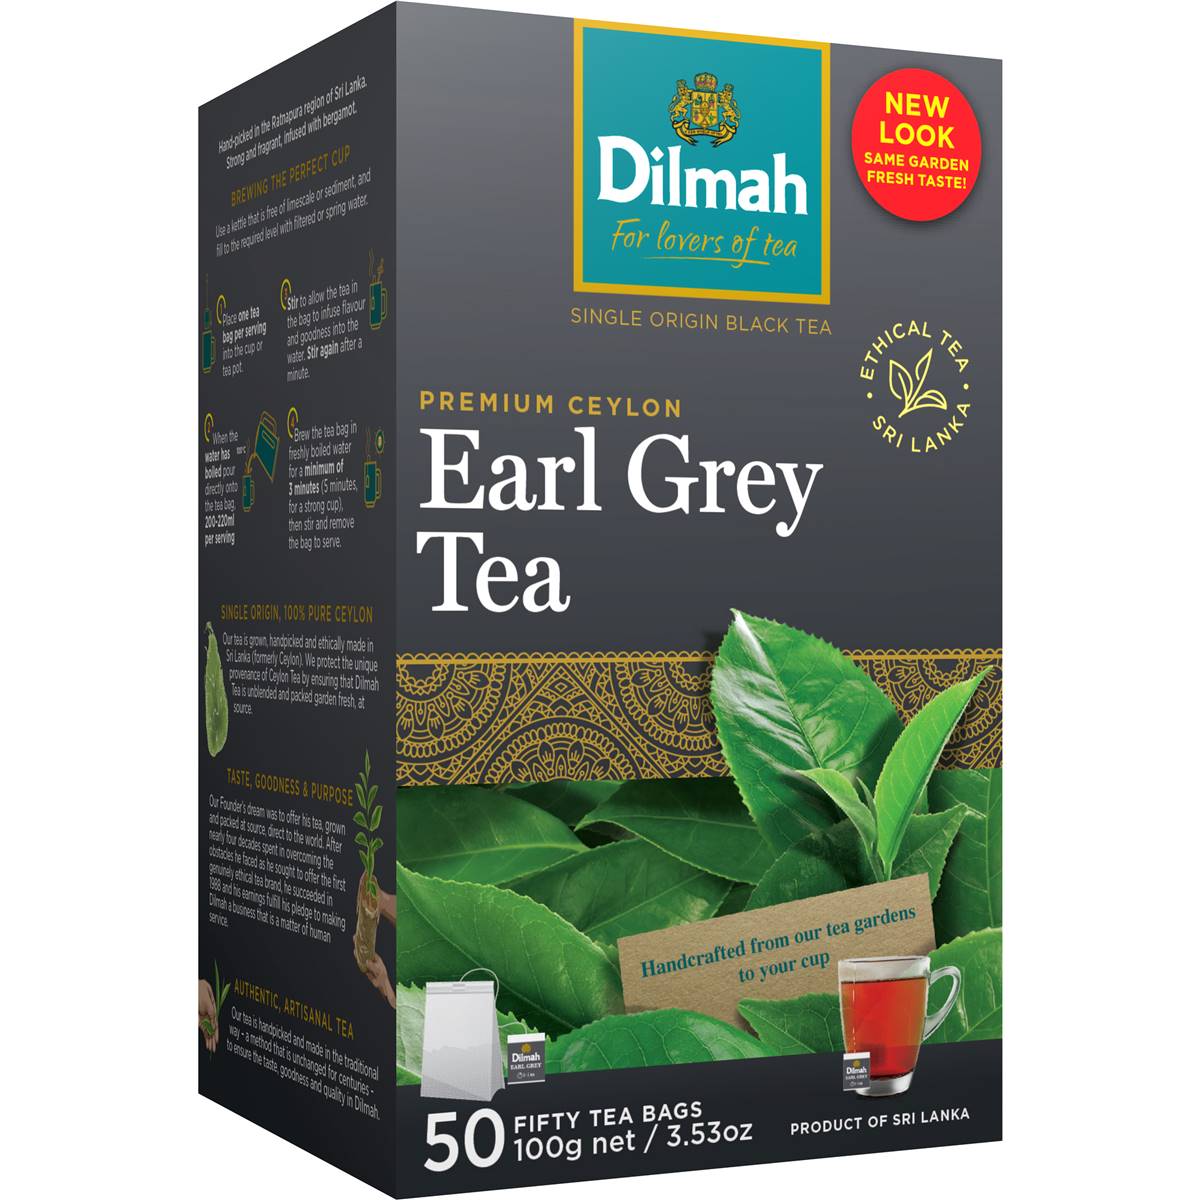 Dilmah
For lovers of tea
NEW
LOOK
SAME GARDEN
FRESH TASTE!
SINGLE ORIGIN BLACK TEA
ETHICAL TEA
SRI LANKA
PREMIUM CEYLON
Earl Grey
Tea
Handcrafted from our tea gardens
to your cup
Dilmah
EARL GREY
Dilmah
EARL GREY
50
FIFTY TEA BAGS
100g net / 3.53oz
PRODUCT OF SRI LANKA
Hand-picked in the Ratnapura region of Sri Lanka.
Strong and fragrant, infused with bergamot.
BREWING THE PERFECT CUP
Use a kettle that is free of limescale or sediment, and
fill to the required level with filtered or spring water.
1
Place one tea
bag per serving
into the cup or
tea pot.
2
When the
water has
boiled pour
directly onto
the tea bag,
200-220ml
per serving
100°C
3
Stir to allow the tea in
the bag to infuse flavour
and goodness into the
water. Stir again after a
minute.
4
Brew the tea bag in
freshly boiled water
for a minimum of
3 minutes (5 minutes,
for a strong cup),
then stir and remove
the bag to serve.
SINGLE ORIGIN, 100% PURE CEYLON
Our tea is grown, handpicked and ethically made in
Sri Lanka (formerly Ceylon). We protect the unique
provenance of Ceylon Tea by ensuring that Dilmah
Tea is unblended and packed garden fresh, at
source.
TASTE, GOODNESS & PURPOSE
Our Founder's dream was to offer his tea, grown
and packed at source, direct to the world. After
nearly four decades spent in overcoming the
obstacles he faced as he sought to offer the first
genuinely ethical tea brand, he succeeded in
1988 and his earnings fulfill his pledge to making
Dilmah a business that is a matter of human
service.
AUTHENTIC, ARTISANAL TEA
Our tea is handpicked and made in the traditional
way – a method that is unchanged for centuries –
to ensure the taste, goodness and quality in Dilmah.